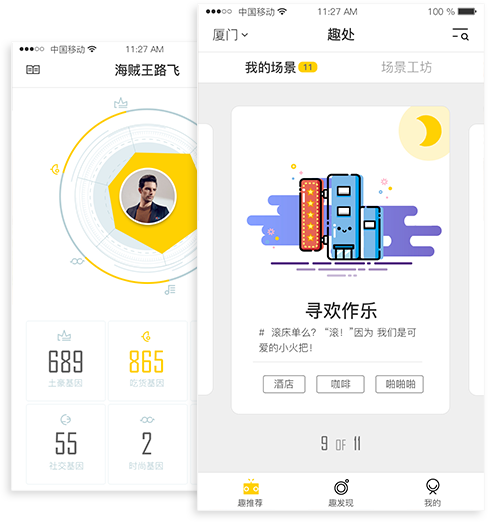 中国移动 11:27 AM
海贼王路飞
689
土豪基因
865
吃货基因
55
社交基因
2
时尚基因
中国移动 11:27 AM 100 %
厦门 趣处
我的场景 11 场景工坊
寻欢作乐
# 滚床单么？“滚！”因为 我们是可
爱的小火把！
酒店 咖啡 啪啪啪
9 OF 11
趣推荐 趣发现 我的